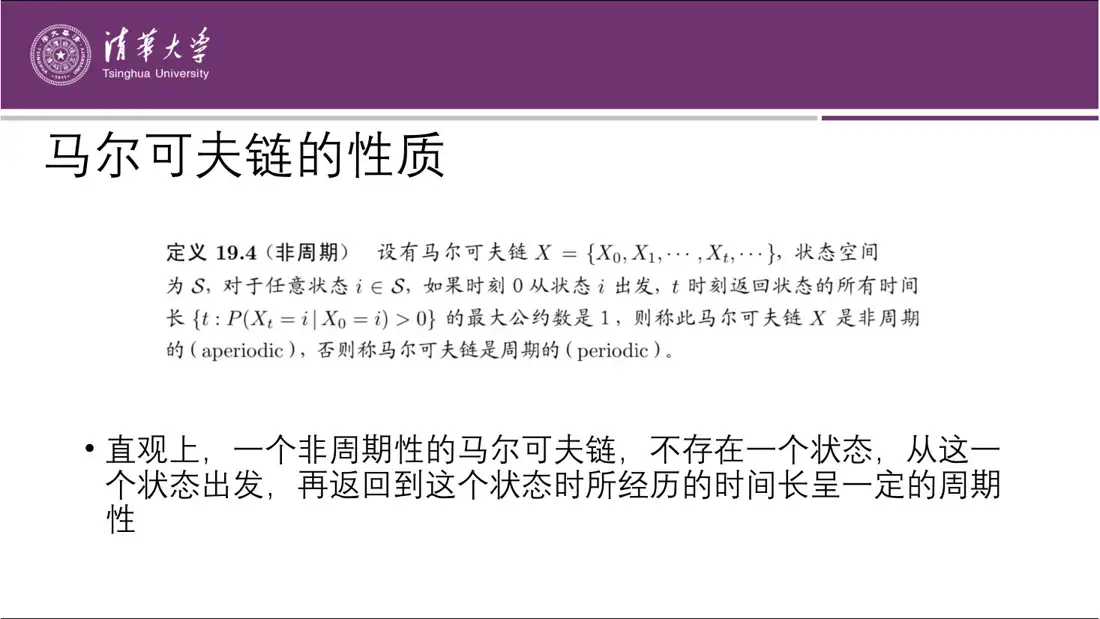 清华大学
Tsinghua University
马尔可夫链的性质
定义 19.4（非周期） 设有马尔可夫链 X = {X₀, X₁, ⋯ , Xₜ, ⋯}，状态空间
为 𝒮，对于任意状态 i ∈ 𝒮，如果时刻 0 从状态 i 出发，t 时刻返回状态的所有时间
长 {t : P(Xₜ = i | X₀ = i) > 0} 的最大公约数是 1，则称此马尔可夫链 X 是非周期
的（aperiodic），否则称马尔可夫链是周期的（periodic）。
• 直观上，一个非周期性的马尔可夫链，不存在一个状态，从这一
个状态出发，再返回到这个状态时所经历的时间长呈一定的周期
性